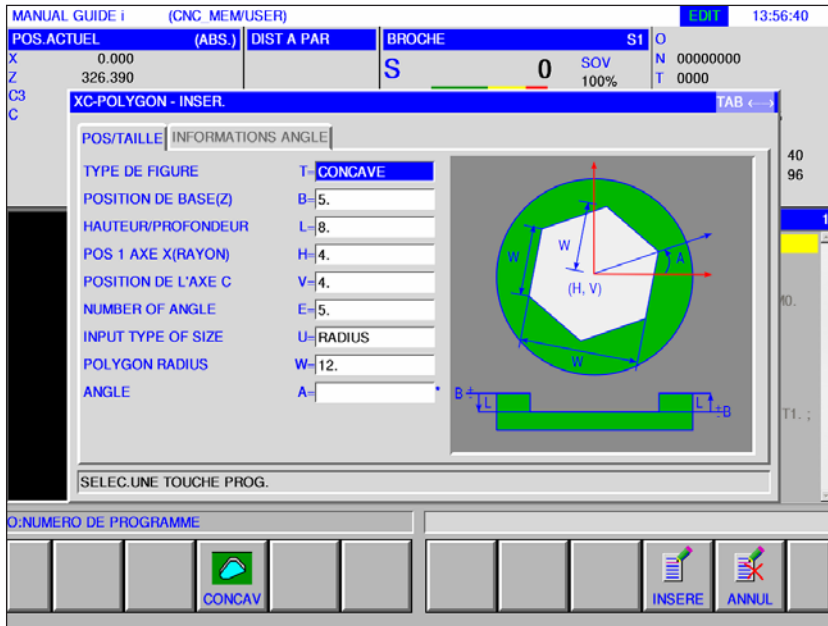 MANUAL GUIDE i (CNC_MEM/USER) EDIT 13:56:40
POS.ACTUEL (ABS.) DIST A PAR BROCHE S1 O
X 0.000 S 0 SOV N 00000000
Z 326.390 100% T 0000
C3
C
XC-POLYGON - INSER. TAB ←→
POS/TAILLE INFORMATIONS ANGLE
TYPE DE FIGURE T= CONCAVE
POSITION DE BASE(Z) B= 5.
HAUTEUR/PROFONDEUR L= 8.
POS 1 AXE X(RAYON) H= 4.
POSITION DE L'AXE C V= 4.
NUMBER OF ANGLE E= 5.
INPUT TYPE OF SIZE U= RADIUS
POLYGON RADIUS W= 12.
ANGLE A= *
W
W
A
(H, V)
W
B ±
L
L
±B
40
96
1
M0.
T1. ;
SELEC.UNE TOUCHE PROG.
O:NUMERO DE PROGRAMME
CONCAV INSERE ANNUL